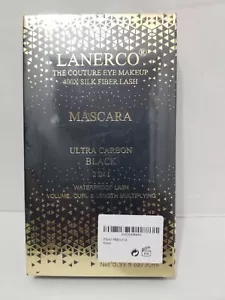 LANERCO®
THE COUTURE EYE MAKEUP
400X SILK FIBER LASH
MASCARA
ULTRA CARBON
BLACK
2 IN 1
WATERPROOF LASH
VOLUME, CURL & LENGTH MULTIPLYING